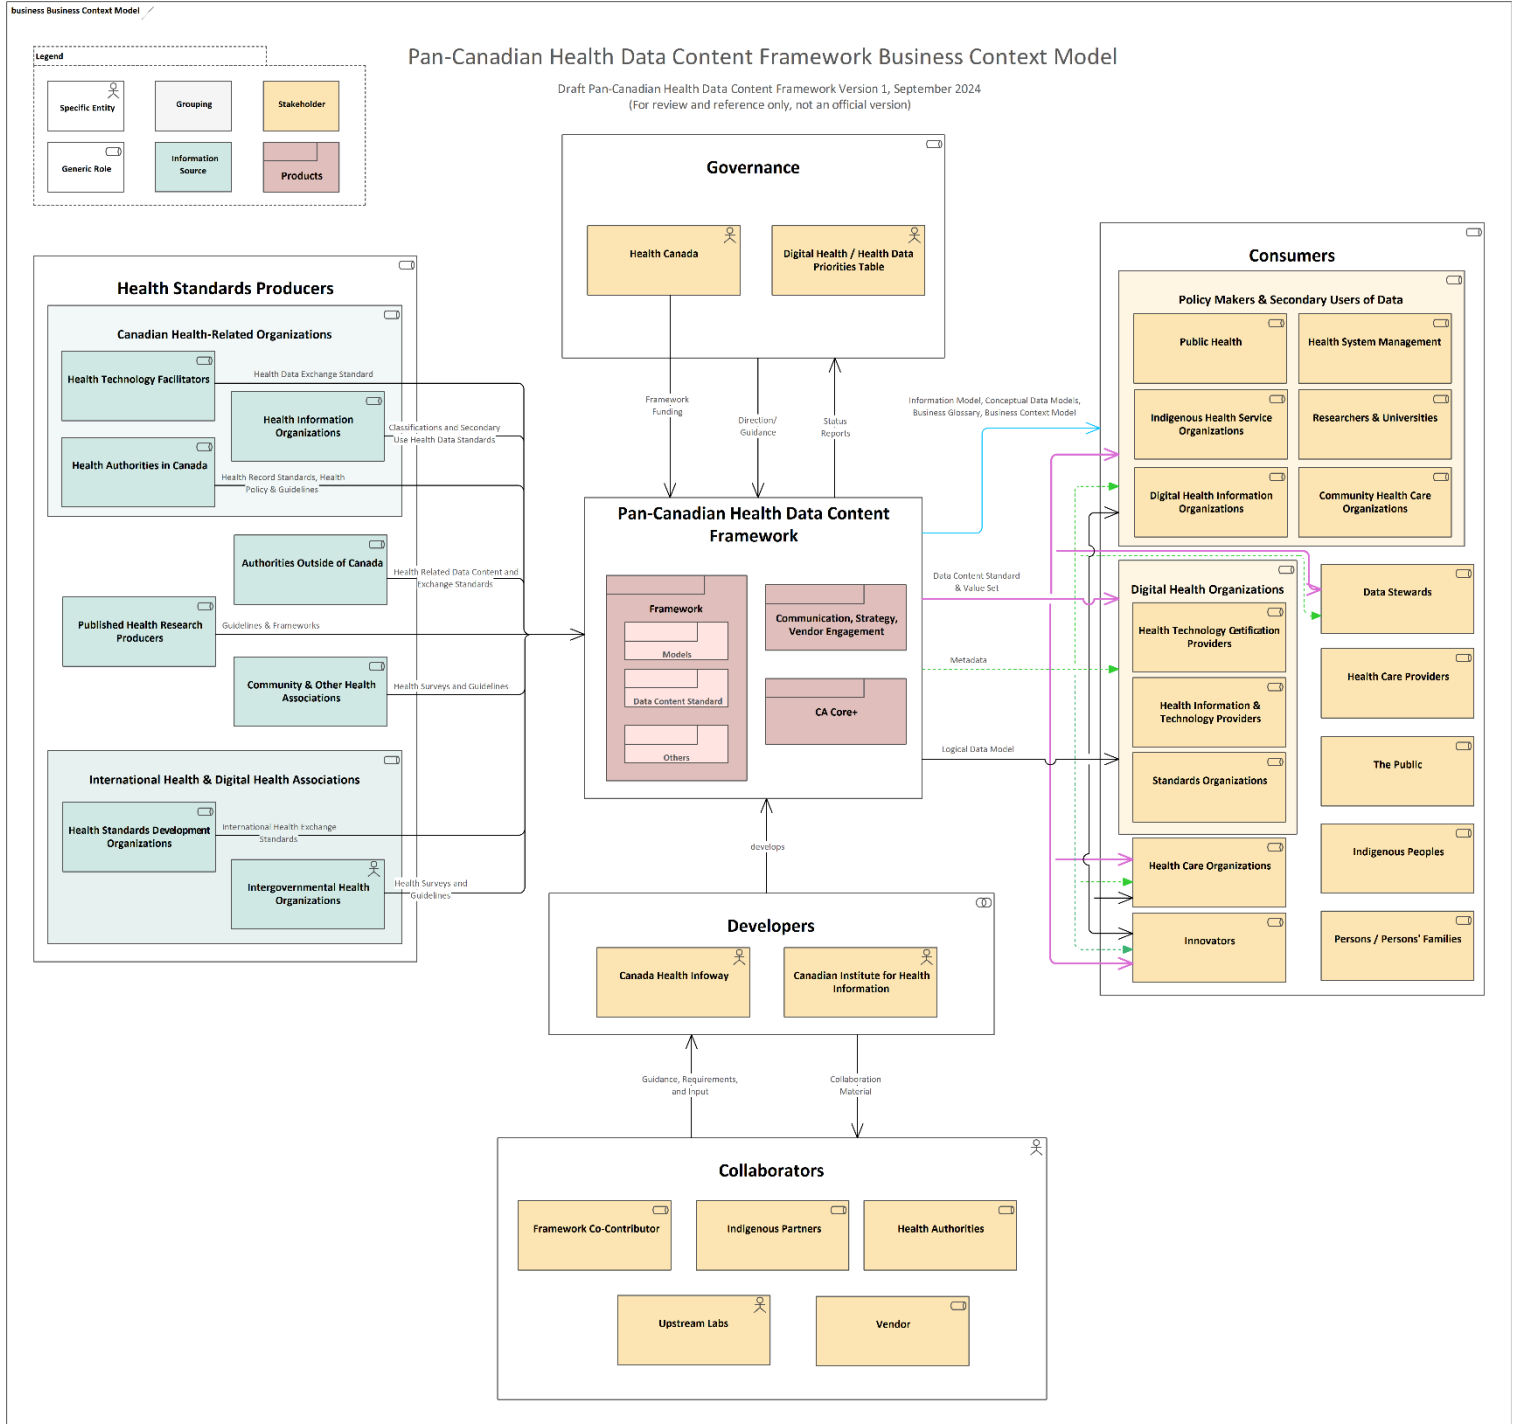 business Business Context Model
Pan-Canadian Health Data Content Framework Business Context Model
Draft Pan-Canadian Health Data Content Framework Version 1, September 2024
(For review and reference only, not an official version)
Legend
Specific Entity
Grouping
Stakeholder
Generic Role
Information
Source
Products
Governance
Health Canada
Digital Health / Health Data
Priorities Table
Framework
Funding
Direction/
Guidance
Status
Reports
Health Standards Producers
Canadian Health-Related Organizations
Health Technology Facilitators
Health Data Exchange Standard
Health Information
Organizations
Classifications and Secondary
Use Health Data Standards
Health Authorities in Canada
Health Record Standards, Health
Policy & Guidelines
Authorities Outside of Canada
Health Related Data Content and
Exchange Standards
Published Health Research
Producers
Guidelines & Frameworks
Community & Other Health
Associations
Health Surveys and Guidelines
International Health & Digital Health Associations
Health Standards Development
Organizations
International Health Exchange
Standards
Intergovernmental Health
Organizations
Health Surveys and
Guidelines
Pan-Canadian Health Data Content
Framework
Framework
Models
Data Content Standard
Others
Communication, Strategy,
Vendor Engagement
CA Core+
Information Model, Conceptual Data Models,
Business Glossary, Business Context Model
Data Content Standard
& Value Set
Metadata
Logical Data Model
Consumers
Policy Makers & Secondary Users of Data
Public Health
Health System Management
Indigenous Health Service
Organizations
Researchers & Universities
Digital Health Information
Organizations
Community Health Care
Organizations
Digital Health Organizations
Health Technology Certification
Providers
Health Information &
Technology Providers
Standards Organizations
Health Care Organizations
Innovators
Data Stewards
Health Care Providers
The Public
Indigenous Peoples
Persons / Persons' Families
develops
Developers
Canada Health Infoway
Canadian Institute for Health
Information
Guidance, Requirements,
and Input
Collaboration
Material
Collaborators
Framework Co-Contributor
Indigenous Partners
Health Authorities
Upstream Labs
Vendor